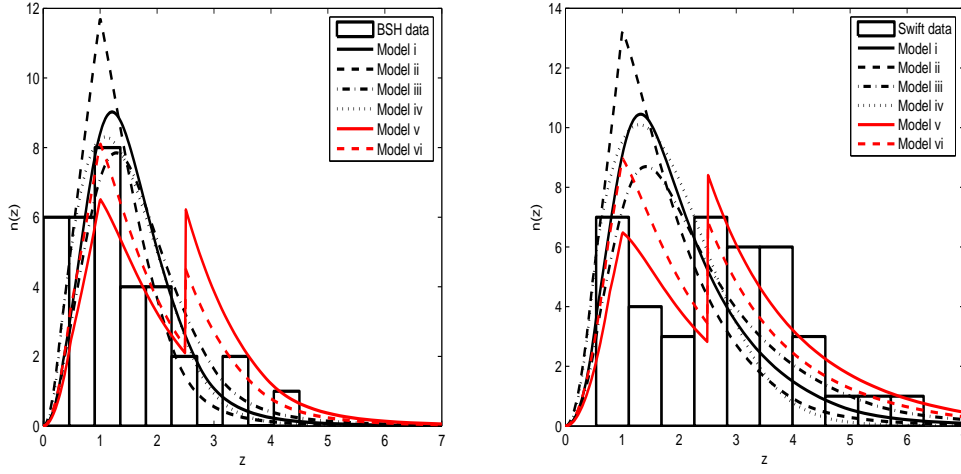 12
10
8
6
4
2
0
n(z)
0 1 2 3 4 5 6 7
z
BSH data
Model i
Model ii
Model iii
Model iv
Model v
Model vi
14
12
10
8
6
4
2
0
n(z)
0 1 2 3 4 5 6 7
z
Swift data
Model i
Model ii
Model iii
Model iv
Model v
Model vi